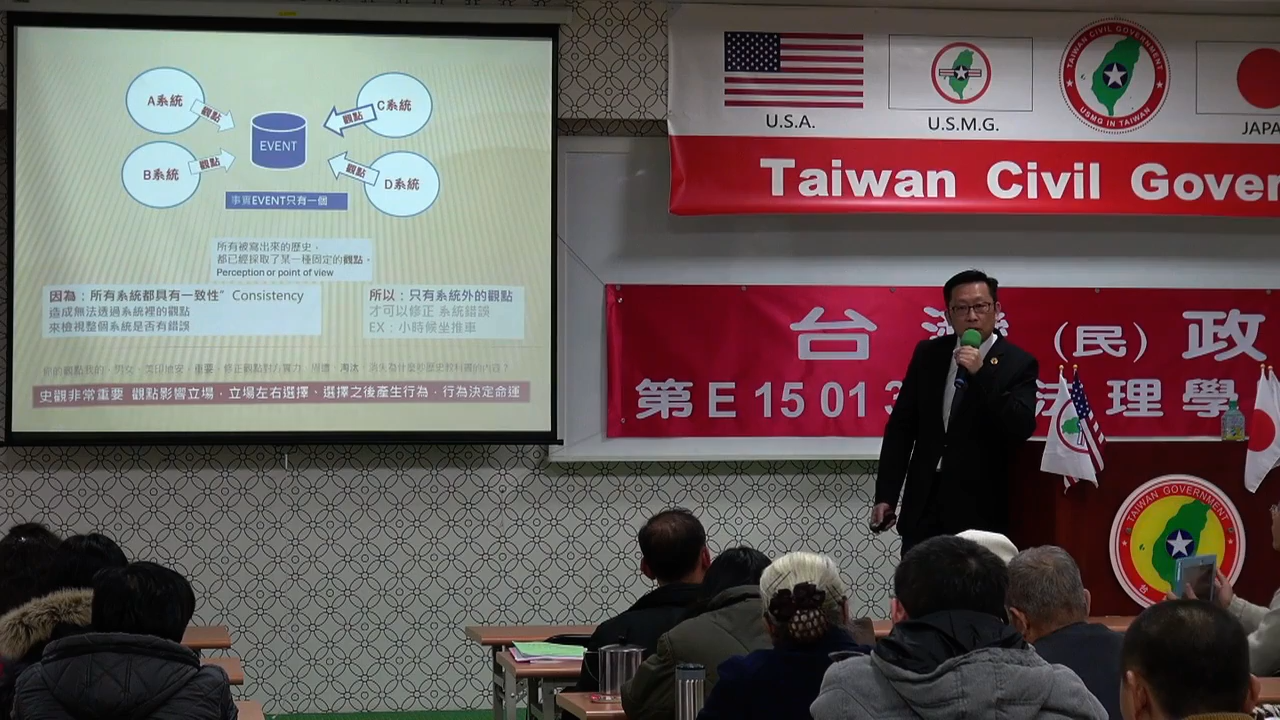 A系統
觀點
C系統
觀點
EVENT
B系統
觀點
D系統
觀點
事實EVENT只有一個
所有被寫出來的歷史，
都已經採取了某一種固定的觀點。
Perception or point of view
因為：所有系統都具有一致性" Consistency
造成無法透過系統裡的觀點
來檢視整個系統是否有錯誤
所以：只有系統外的觀點
才可以修正 系統錯誤
EX：小時候坐推車
史觀非常重要 觀點影響立場，立場左右選擇、選擇之後產生行為，行為決定命運
TAIWAN CIVIL GOVERNMENT
USMG IN TAIWAN
U.S.A.
U.S.M.G.
JAPA
Taiwan Civil Gover
台 (民) 政
第E 15 01 法理學
TAIWAN GOVERNMENT